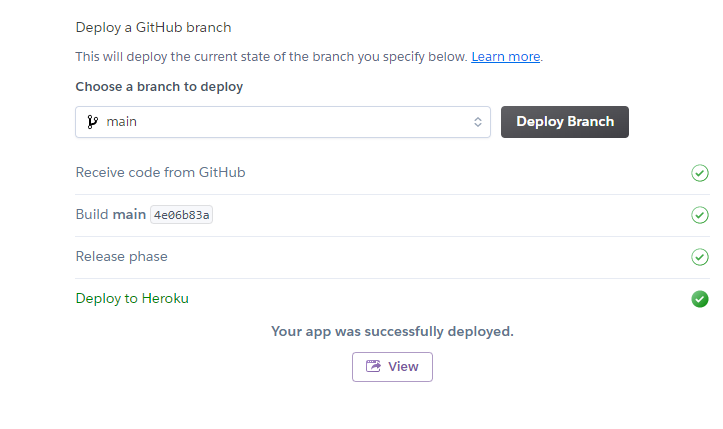 Deploy a GitHub branch
This will deploy the current state of the branch you specify below. Learn more.
Choose a branch to deploy
main
Deploy Branch
Receive code from GitHub
Build main 4e06b83a
Release phase
Deploy to Heroku
Your app was successfully deployed.
View